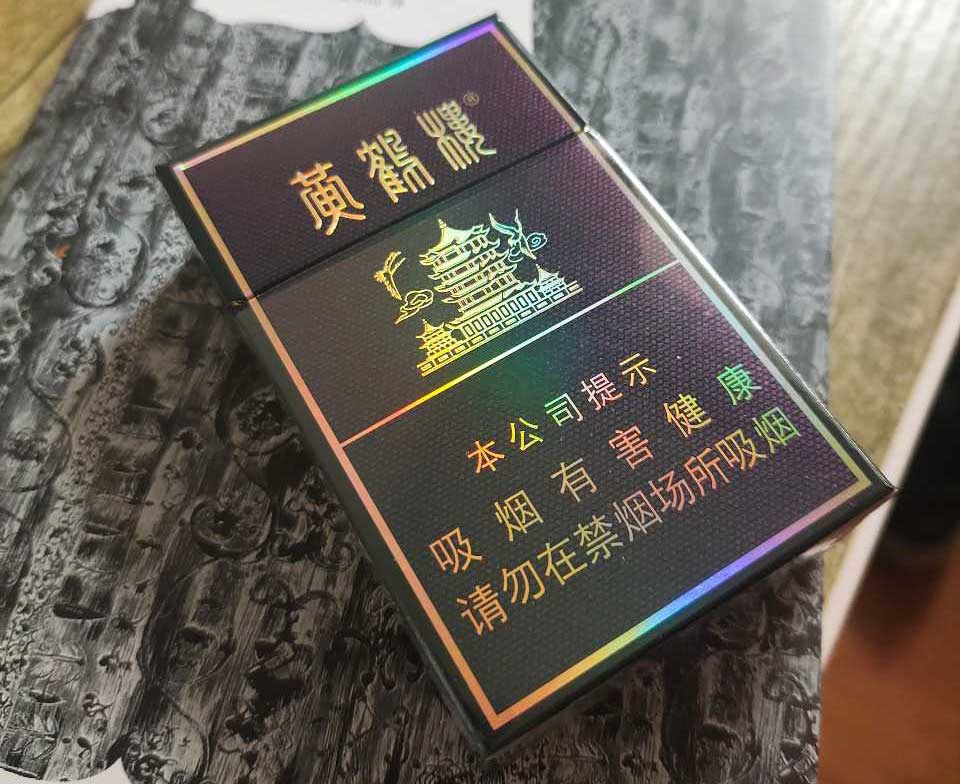 黄鹤楼®
本公司提示
吸烟有害健康
请勿在禁烟场所吸烟